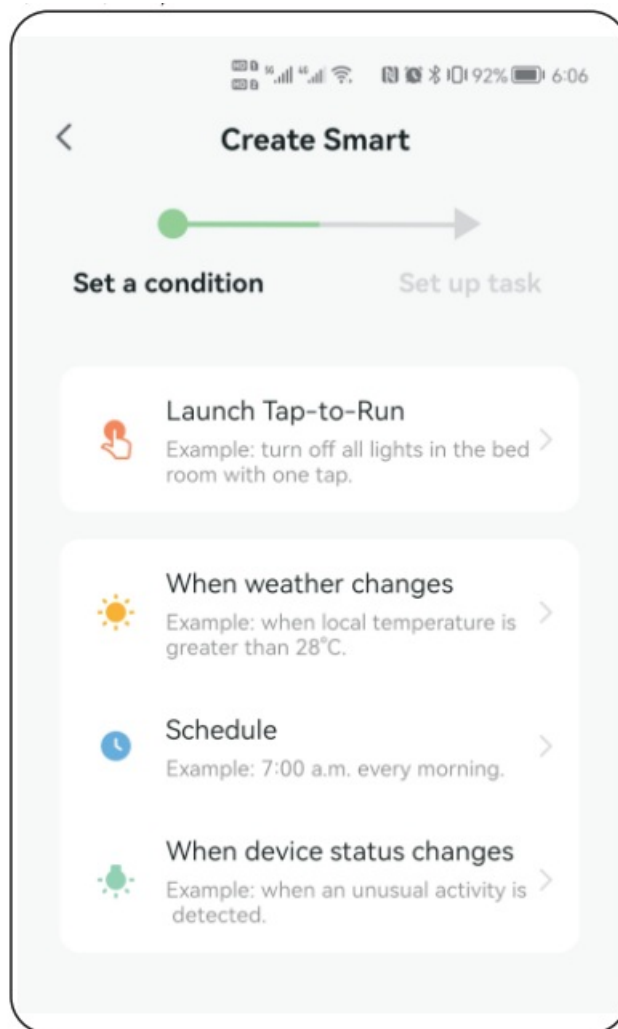 5G 4G 92% 6:06
Create Smart
Set a condition Set up task
Launch Tap-to-Run
Example: turn off all lights in the bed
room with one tap.
When weather changes
Example: when local temperature is
greater than 28°C.
Schedule
Example: 7:00 a.m. every morning.
When device status changes
Example: when an unusual activity is
detected.